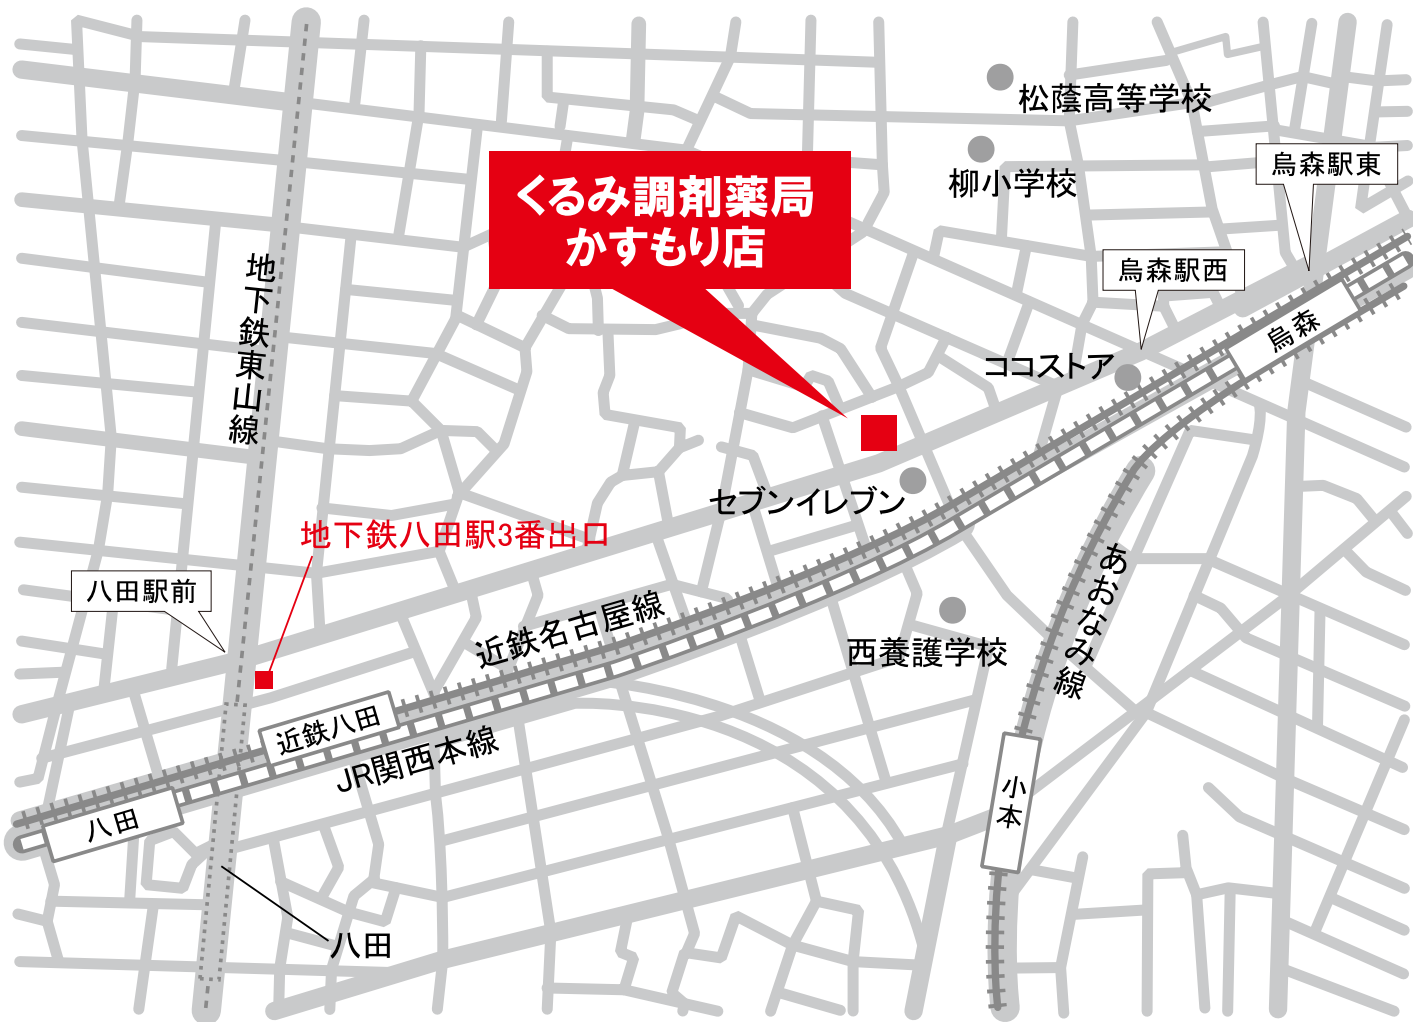 松蔭高等学校
柳小学校
烏森駅東
くるみ調剤薬局
かすもり店
烏森駅西
地下鉄東山線
烏森
ココストア
セブンイレブン
地下鉄八田駅3番出口
八田駅前
あおなみ線
近鉄名古屋線
西養護学校
近鉄八田
JR関西本線
小本
八田
八田